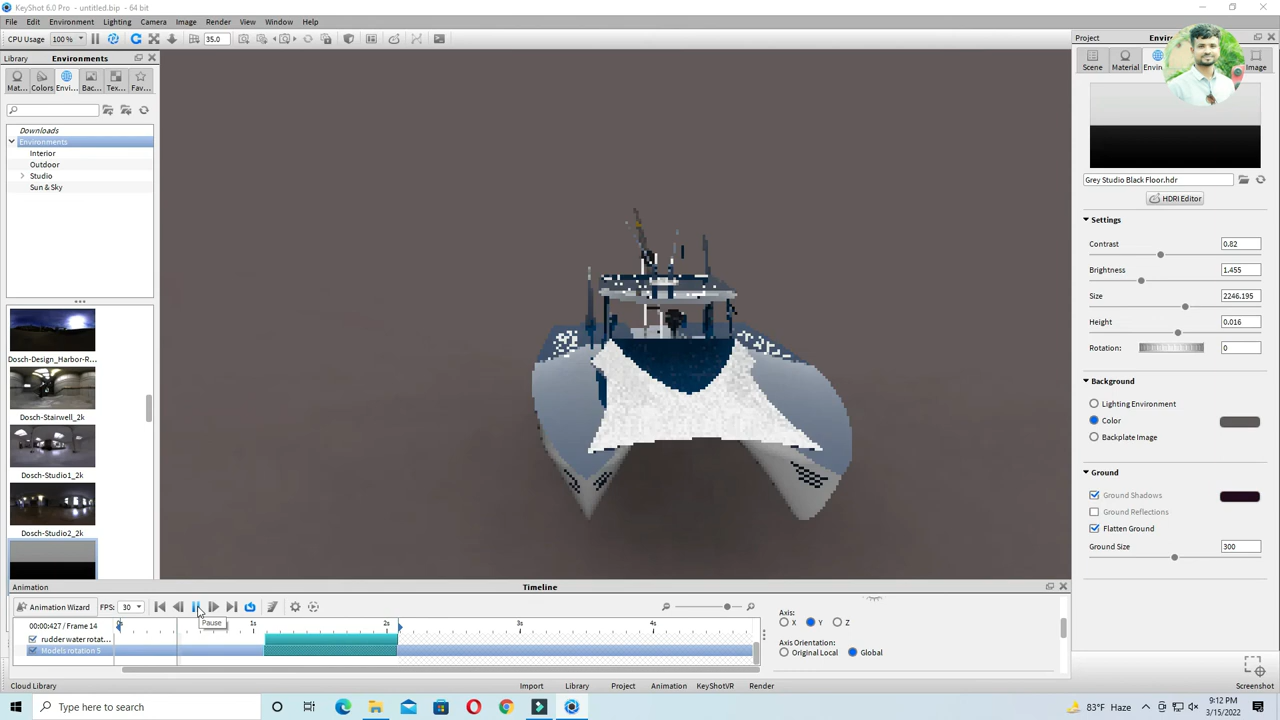 KeyShot 6.0 Pro - untitled.bip - 64 bit
File Edit Environment Lighting Camera Image Render View Window Help
CPU Usage 100 % 35.0
Library Environments
Project
Mat... Colors Envi... Bac... Tex... Fav...
Scene Material Image
Downloads
Environments
Interior
Outdoor
Studio
Sun & Sky
Grey Studio Black Floor.hdr
HDRI Editor
Settings
Contrast 0.82
Brightness 1.455
Size 2246.195
Height 0.016
Rotation: 0
Background
Lighting Environment
Color
Backplate Image
Ground
Ground Shadows
Ground Reflections
Flatten Ground
Ground Size 300
Dosch-Design_Harbor-R...
Dosch-Stairwell_2k
Dosch-Studio1_2k
Dosch-Studio2_2k
Animation Timeline
Animation Wizard FPS: 30
Pause
00:00:427 / Frame 14 0s 1s 2s 3s 4s
rudder water rotat...
Models rotation 5
Axis:
X Y Z
Axis Orientation:
Original Local Global
Cloud Library Import Library Project Animation KeyShotVR Render Screenshot
Type here to search
83°F Haze
9:12 PM
3/15/2022